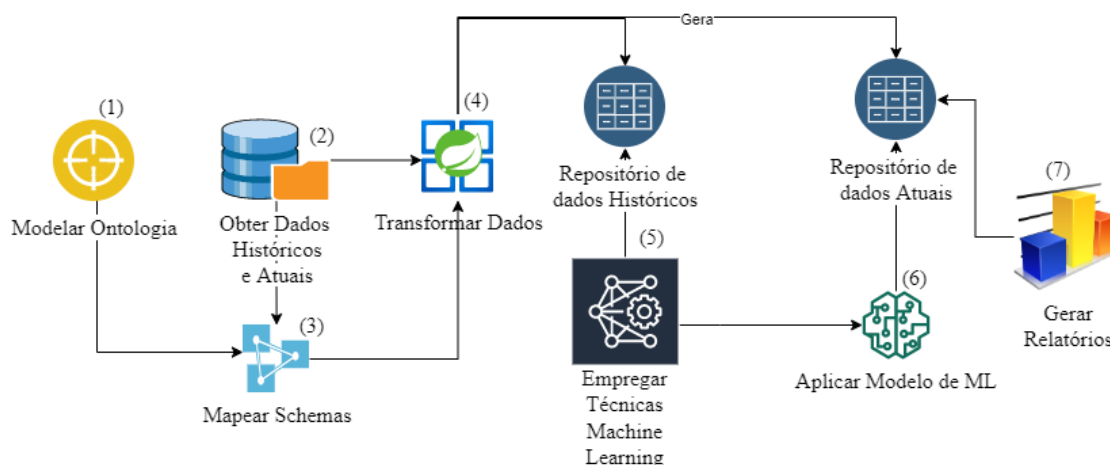 Gera
(1)
Modelar Ontologia
(2)
Obter Dados
Históricos
e Atuais
(3)
Mapear Schemas
(4)
Transformar Dados
Repositório de
dados Históricos
Repositório de
dados Atuais
(5)
Empregar
Técnicas
Machine
Learning
(6)
Aplicar Modelo de ML
(7)
Gerar
Relatórios